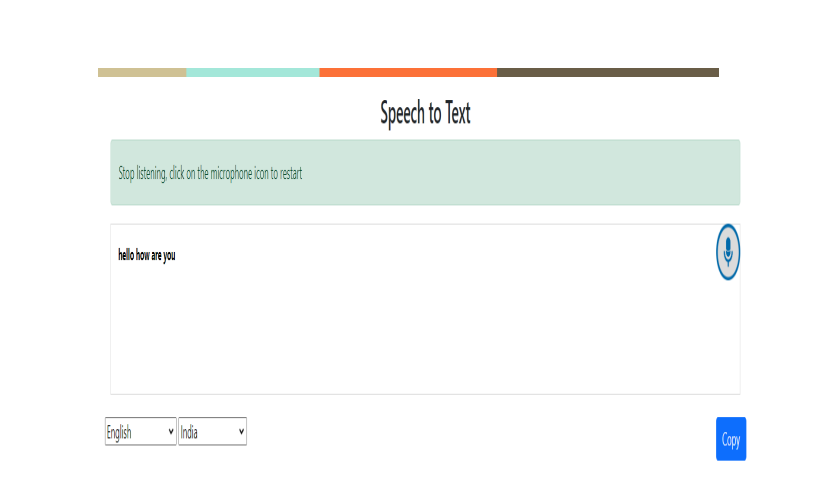 Speech to Text
Stop listening, click on the microphone icon to restart
hello how are you
English India
Copy